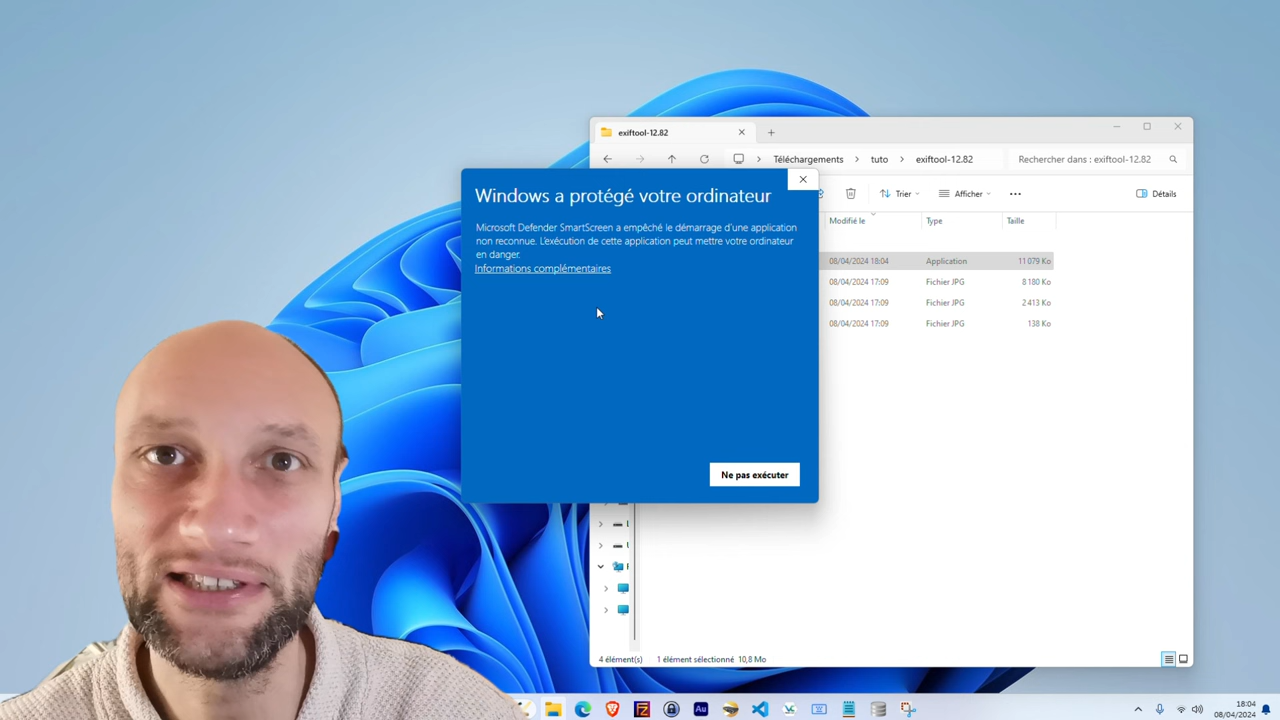 exiftool-12.82
Téléchargements > tuto > exiftool-12.82
Rechercher dans : exiftool-12.82
Trier
Afficher
Détails
Windows a protégé votre ordinateur
Microsoft Defender SmartScreen a empêché le démarrage d'une application
non reconnue. L'exécution de cette application peut mettre votre ordinateur
en danger.
Informations complémentaires
Ne pas exécuter
Modifié le Type Taille
08/04/2024 18:04 Application 11 079 Ko
08/04/2024 17:09 Fichier JPG 8 180 Ko
08/04/2024 17:09 Fichier JPG 2 413 Ko
08/04/2024 17:09 Fichier JPG 138 Ko
4 élément(s) 1 élément sélectionné 10,8 Mo
Au
18:04
08/04/2024